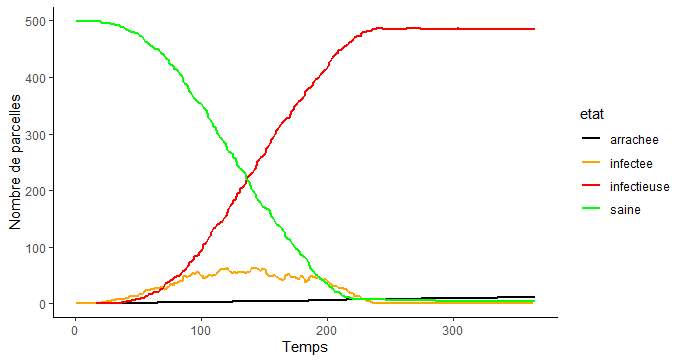 500
400
300
200
100
0
Nombre de parcelles
0 100 200 300
Temps
etat
arrachee
infectee
infectieuse
saine